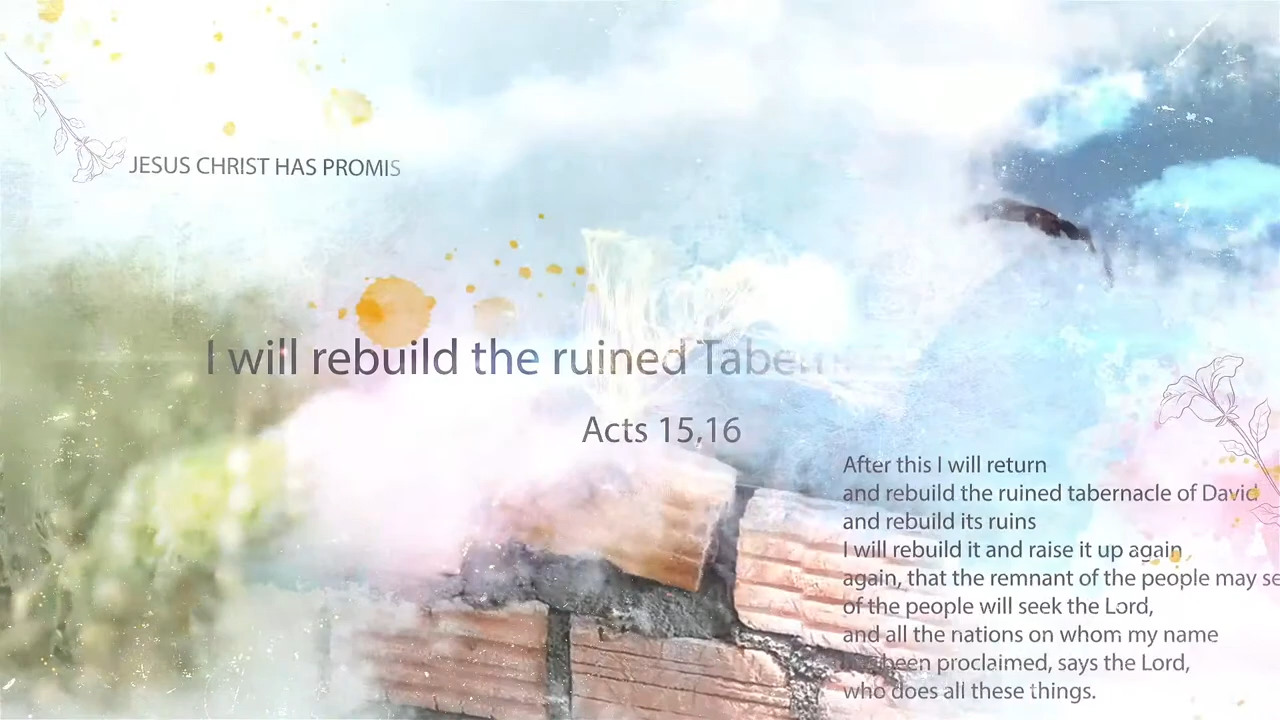 JESUS CHRIST HAS PROMIS
I will rebuild the ruined Tabern
Acts 15,16
After this I will return
and rebuild the ruined tabernacle of David
and rebuild its ruins
I will rebuild it and raise it up again
again, that the remnant of the people may se
of the people will seek the Lord,
and all the nations on whom my name
been proclaimed, says the Lord,
who does all these things.